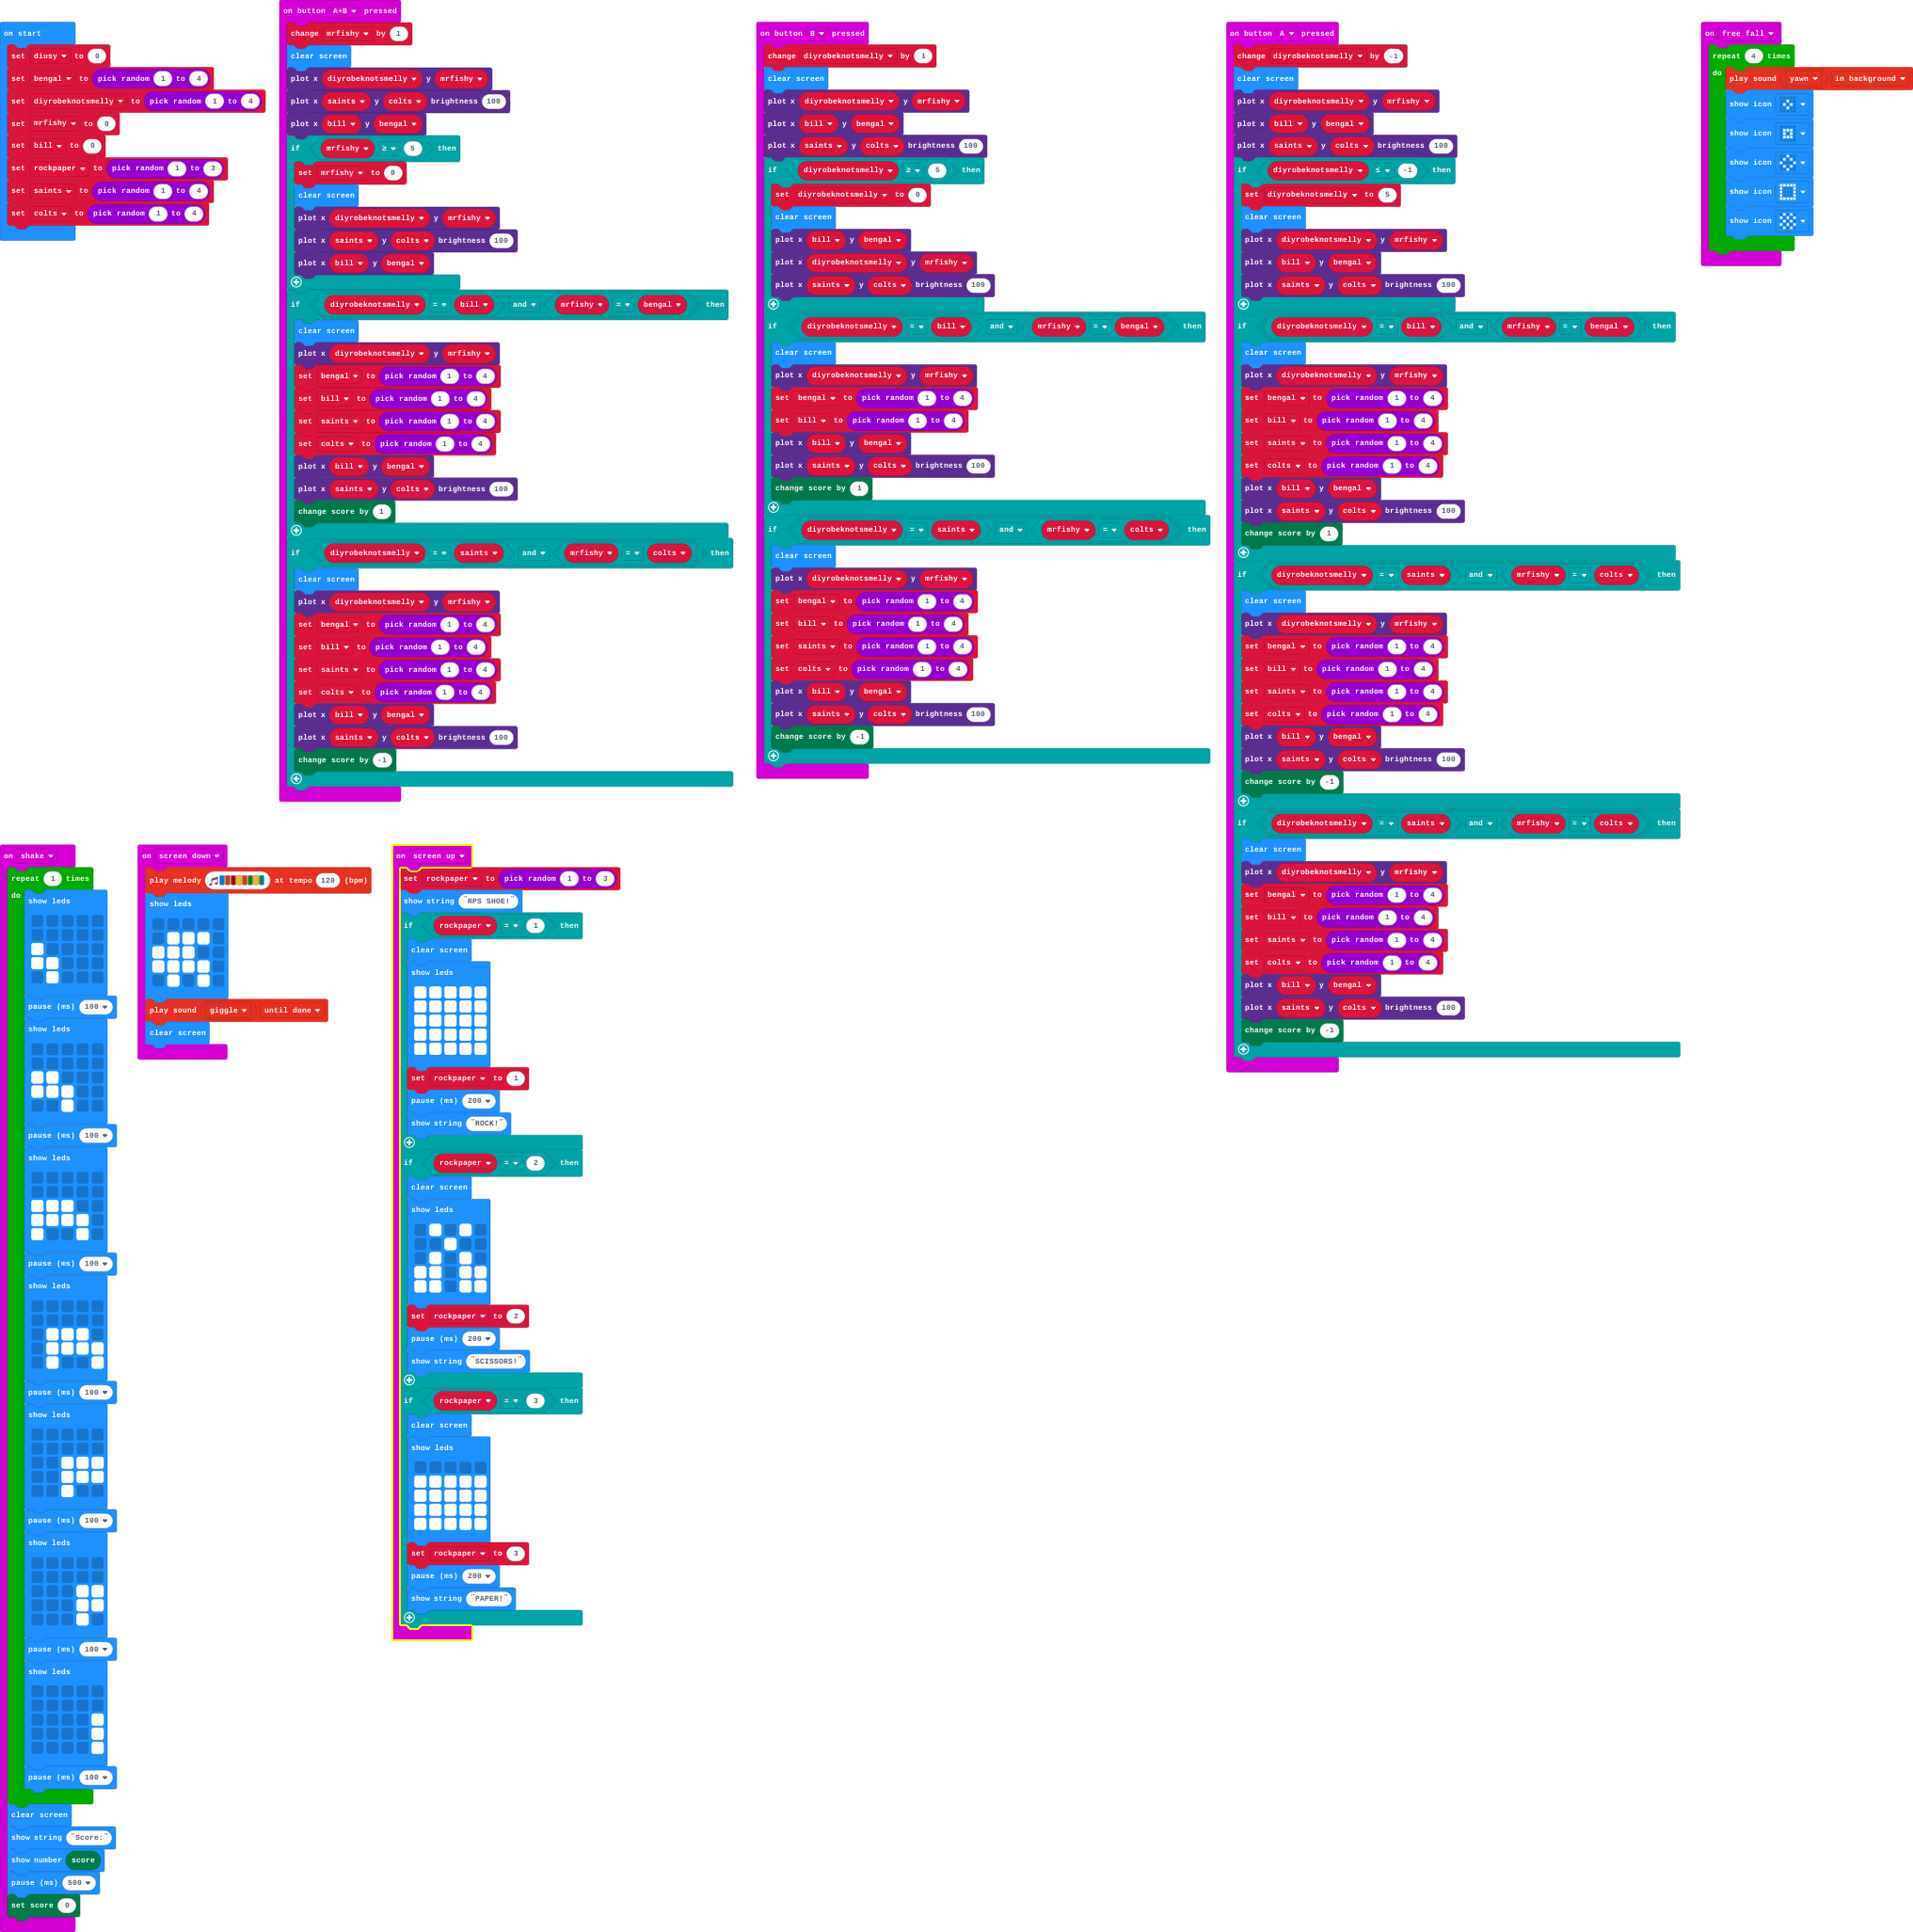 on start
set diusy to 0
set bengal to pick random 1 to 4
set diyrobeknotsmelly to pick random 1 to 4
set mrfishy to 0
set bill to 0
set rockpaper to pick random 1 to 3
set saints to pick random 1 to 4
set colts to pick random 1 to 4
on button A+B pressed
change mrfishy by 1
clear screen
plot x diyrobeknotsmelly y mrfishy
plot x saints y colts brightness 100
plot x bill y bengal
if mrfishy ≥ 5 then
set mrfishy to 0
clear screen
plot x diyrobeknotsmelly y mrfishy
plot x saints y colts brightness 100
plot x bill y bengal
if diyrobeknotsmelly = bill and mrfishy = bengal then
clear screen
plot x diyrobeknotsmelly y mrfishy
set bengal to pick random 1 to 4
set bill to pick random 1 to 4
set saints to pick random 1 to 4
set colts to pick random 1 to 4
plot x bill y bengal
plot x saints y colts brightness 100
change score by 1
if diyrobeknotsmelly = saints and mrfishy = colts then
clear screen
plot x diyrobeknotsmelly y mrfishy
set bengal to pick random 1 to 4
set bill to pick random 1 to 4
set saints to pick random 1 to 4
set colts to pick random 1 to 4
plot x bill y bengal
plot x saints y colts brightness 100
change score by -1
on button B pressed
change diyrobeknotsmelly by 1
clear screen
plot x diyrobeknotsmelly y mrfishy
plot x bill y bengal
plot x saints y colts brightness 100
if diyrobeknotsmelly ≥ 5 then
set diyrobeknotsmelly to 0
clear screen
plot x bill y bengal
plot x diyrobeknotsmelly y mrfishy
plot x saints y colts brightness 100
if diyrobeknotsmelly = bill and mrfishy = bengal then
clear screen
plot x diyrobeknotsmelly y mrfishy
set bengal to pick random 1 to 4
set bill to pick random 1 to 4
plot x bill y bengal
plot x saints y colts brightness 100
change score by 1
if diyrobeknotsmelly = saints and mrfishy = colts then
clear screen
plot x diyrobeknotsmelly y mrfishy
set bengal to pick random 1 to 4
set bill to pick random 1 to 4
set saints to pick random 1 to 4
set colts to pick random 1 to 4
plot x bill y bengal
plot x saints y colts brightness 100
change score by -1
on button A pressed
change diyrobeknotsmelly by -1
clear screen
plot x diyrobeknotsmelly y mrfishy
plot x bill y bengal
plot x saints y colts brightness 100
if diyrobeknotsmelly ≤ -1 then
set diyrobeknotsmelly to 5
clear screen
plot x diyrobeknotsmelly y mrfishy
plot x bill y bengal
plot x saints y colts brightness 100
if diyrobeknotsmelly = bill and mrfishy = bengal then
clear screen
plot x diyrobeknotsmelly y mrfishy
set bengal to pick random 1 to 4
set bill to pick random 1 to 4
set saints to pick random 1 to 4
set colts to pick random 1 to 4
plot x bill y bengal
plot x saints y colts brightness 100
change score by 1
if diyrobeknotsmelly = saints and mrfishy = colts then
clear screen
plot x diyrobeknotsmelly y mrfishy
set bengal to pick random 1 to 4
set bill to pick random 1 to 4
set saints to pick random 1 to 4
set colts to pick random 1 to 4
plot x bill y bengal
plot x saints y colts brightness 100
change score by -1
if diyrobeknotsmelly = saints and mrfishy = colts then
clear screen
plot x diyrobeknotsmelly y mrfishy
set bengal to pick random 1 to 4
set bill to pick random 1 to 4
set saints to pick random 1 to 4
set colts to pick random 1 to 4
plot x bill y bengal
plot x saints y colts brightness 100
change score by -1
on free fall
repeat 4 times
do play sound yawn in background
show icon
show icon
show icon
show icon
show icon
on shake
repeat 1 times
do show leds
pause (ms) 100
show leds
pause (ms) 100
show leds
pause (ms) 100
show leds
pause (ms) 100
show leds
pause (ms) 100
show leds
pause (ms) 100
show leds
pause (ms) 100
clear screen
show string "Score:"
show number score
pause (ms) 500
set score 0
on screen down
play melody at tempo 120 (bpm)
show leds
play sound giggle until done
clear screen
on screen up
set rockpaper to pick random 1 to 3
show string "RPS SHOE!"
if rockpaper = 1 then
clear screen
show leds
set rockpaper to 1
pause (ms) 200
show string "ROCK!"
if rockpaper = 2 then
clear screen
show leds
set rockpaper to 2
pause (ms) 200
show string "SCISSORS!"
if rockpaper = 3 then
clear screen
show leds
set rockpaper to 3
pause (ms) 200
show string "PAPER!"